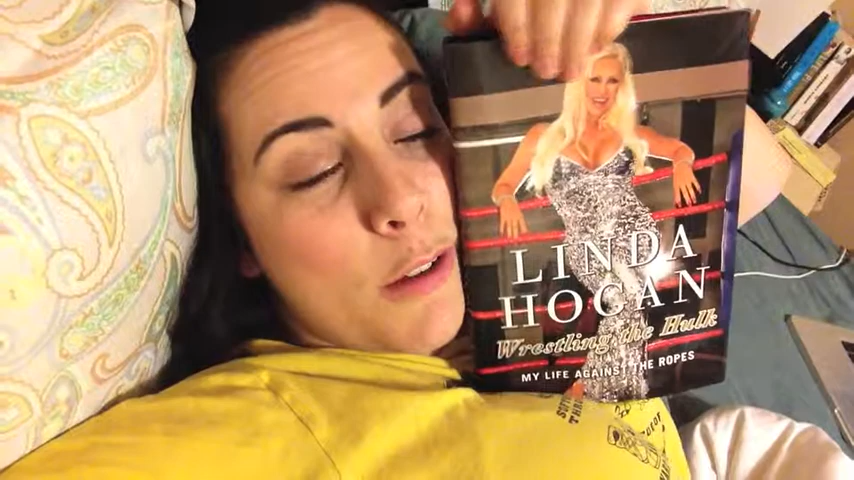 LINDA
HOGAN
Wrestling the Hulk
MY LIFE AGAINST THE ROPES